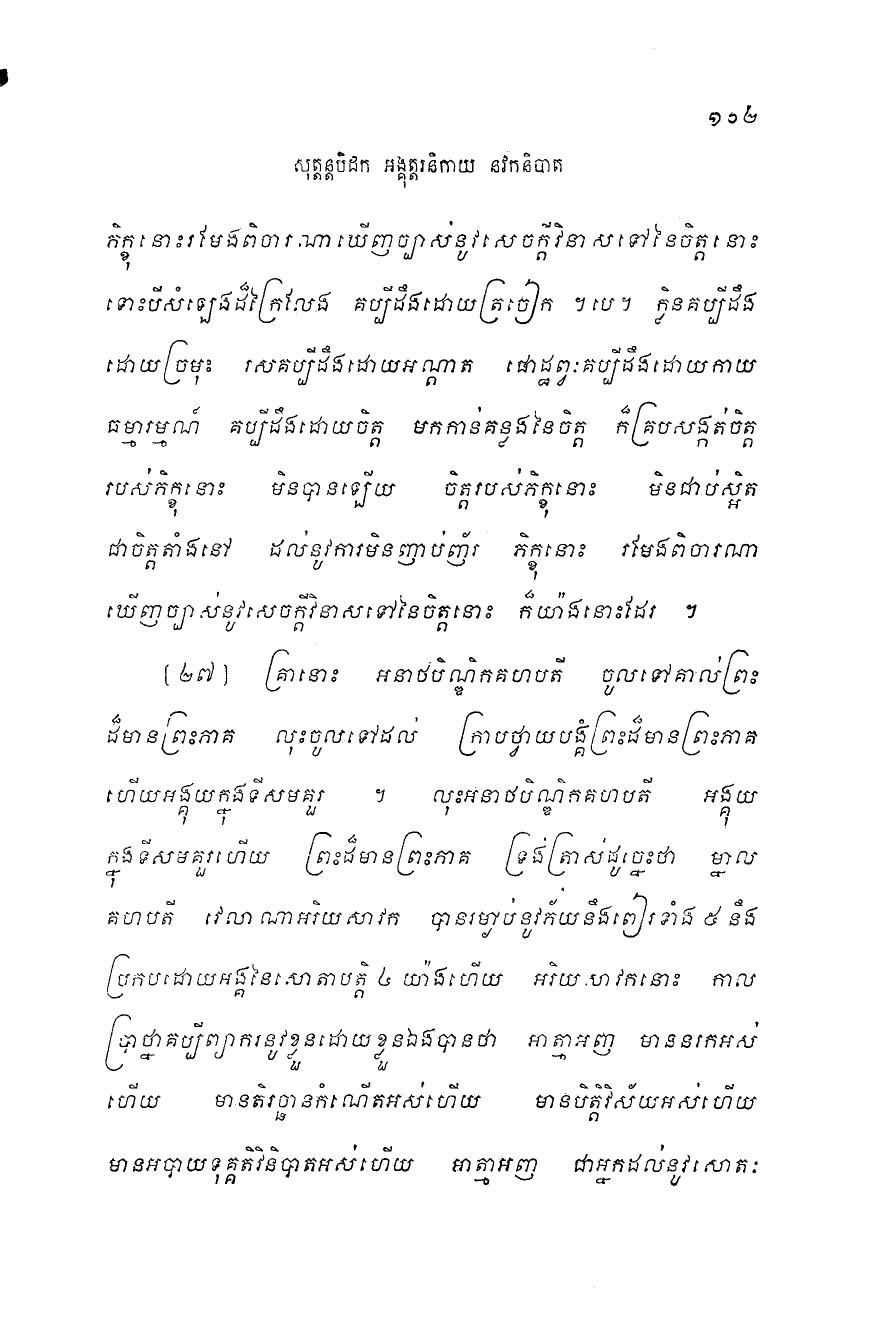 ១០២
សុត្តន្តបិដក អង្គុត្តរនិកាយ នវកនិបាត
ភិក្ខុនោះរមែងពិចារណាឃើញច្បាស់នូវសេចក្តីវិនាសទៅនៃចិត្តនោះ
ទោះបីសំឡេងដ៏ក្រៃលែង គប្បីដឹងដោយត្រចៀក ។បេ។ ក្លិនគប្បីដឹង
ដោយច្រមុះ រសគប្បីដឹងដោយអណ្តាត ផោដ្ឋព្វៈគប្បីដឹងដោយកាយ
ធម្មារម្មណ៍ គប្បីដឹងដោយចិត្ត មកកាន់គន្លងនៃចិត្ត ក៏គ្របសង្កត់ចិត្ត
របស់ភិក្ខុនោះ មិនបានឡើយ ចិត្តរបស់ភិក្ខុនោះ មិនជាប់ស្អិត
ជាចិត្តតាំងនៅ ដល់នូវការមិនញាប់ញ័រ ភិក្ខុនោះ រមែងពិចារណា
ឃើញច្បាស់នូវសេចក្តីវិនាសទៅនៃចិត្តនោះ ក៏យ៉ាងនោះដែរ ។
[២៧] គ្រានោះ អនាថបិណ្ឌិកគហបតី ចូលទៅគាល់ព្រះ
ដ៏មានព្រះភាគ លុះចូលទៅដល់ ក្រាបថ្វាយបង្គំព្រះដ៏មានព្រះភាគ
ហើយអង្គុយក្នុងទីសមគួរ ។ លុះអនាថបិណ្ឌិកគហបតី អង្គុយ
ក្នុងទីសមគួរហើយ ព្រះដ៏មានព្រះភាគ ទ្រង់ត្រាស់ដូច្នេះថា ម្នាល
គហបតី វេលាណាអរិយសាវក បានរម្ងាប់នូវភ័យនឹងពៀរទាំង ៥ នឹង
ប្រកបដោយអង្គនៃសោតាបត្តិ ៤ យ៉ាងហើយ អរិយសាវកនោះ កាល
ប្រាថ្នាគប្បីព្យាករនូវខ្លួនដោយខ្លួនឯងបានថា អាត្មាអញ មាននរកអស់
ហើយ មានតិរច្ឆានកំណើតអស់ហើយ មានបិត្តិវិស័យអស់ហើយ
មានអបាយទុគ្គតិវិនិបាតអស់ហើយ អាត្មាអញ ជាអ្នកដល់នូវសោតៈ